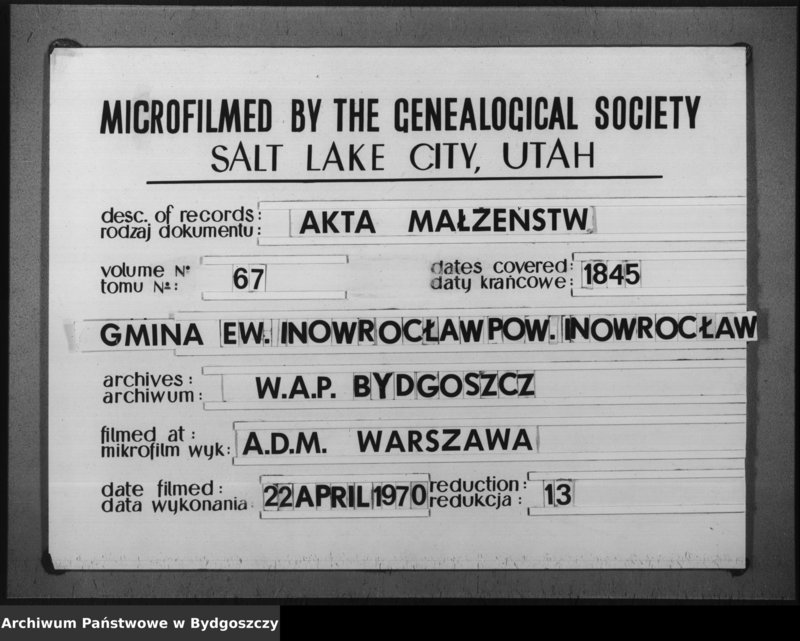 MICROFILMED BY THE GENEALOGICAL SOCIETY
SALT LAKE CITY, UTAH
desc. of records:
rodzaj dokumentu:
AKTA MAŁŻEŃSTW
volume Nº
tomu Nº:
67
dates covered:
daty krańcowe:
1845
GMINA EW. INOWROCŁAW POW. INOWROCŁAW
archives:
archiwum:
W.A.P. BYDGOSZCZ
filmed at:
mikrofilm wyk:
A.D.M. WARSZAWA
date filmed:
data wykonania
22 APRIL 1970
reduction:
redukcja:
13
Archiwum Państwowe w Bydgoszczy